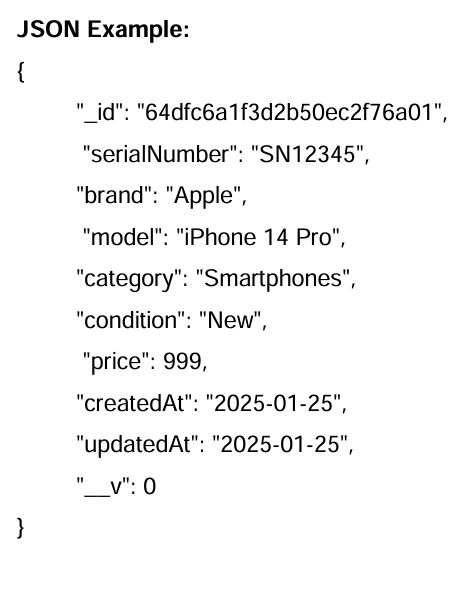 JSON Example:
{
"_id": "64dfc6a1f3d2b50ec2f76a01",
"serialNumber": "SN12345",
"brand": "Apple",
"model": "iPhone 14 Pro",
"category": "Smartphones",
"condition": "New",
"price": 999,
"createdAt": "2025-01-25",
"updatedAt": "2025-01-25",
"__v": 0
}